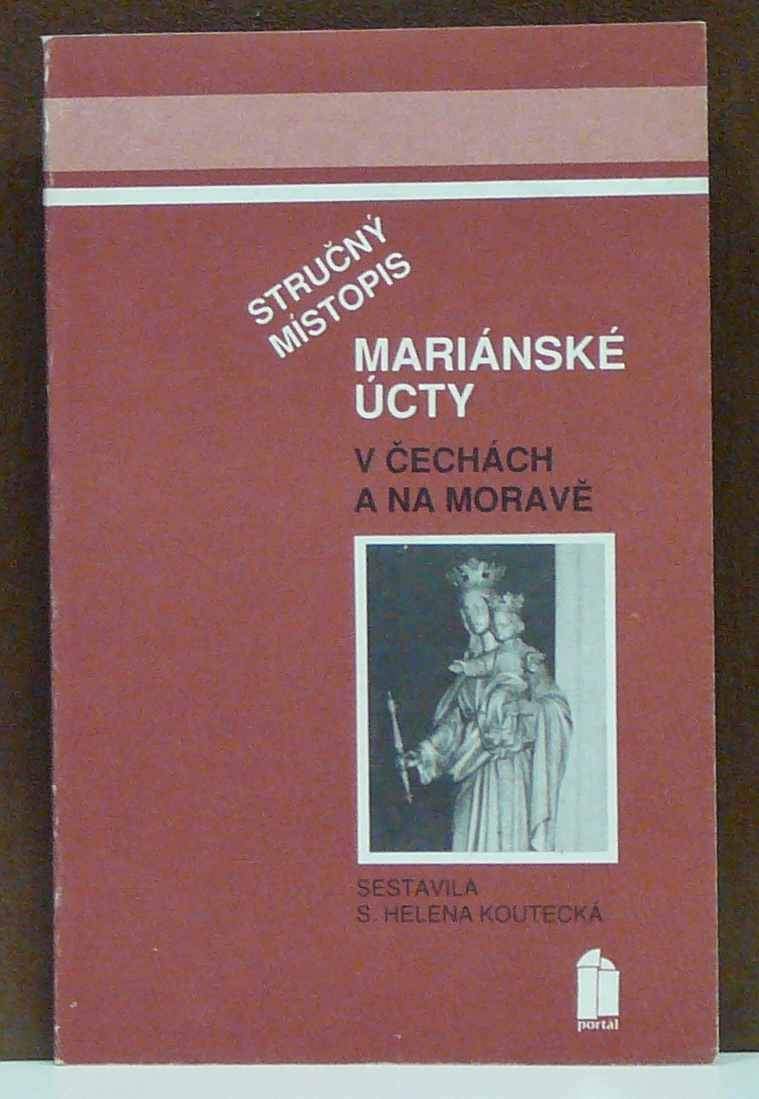 STRUČNÝ
MÍSTOPIS
MARIÁNSKÉ
ÚCTY
V ČECHÁCH
A NA MORAVĚ
SESTAVILA
S. HELENA KOUTECKÁ
portál